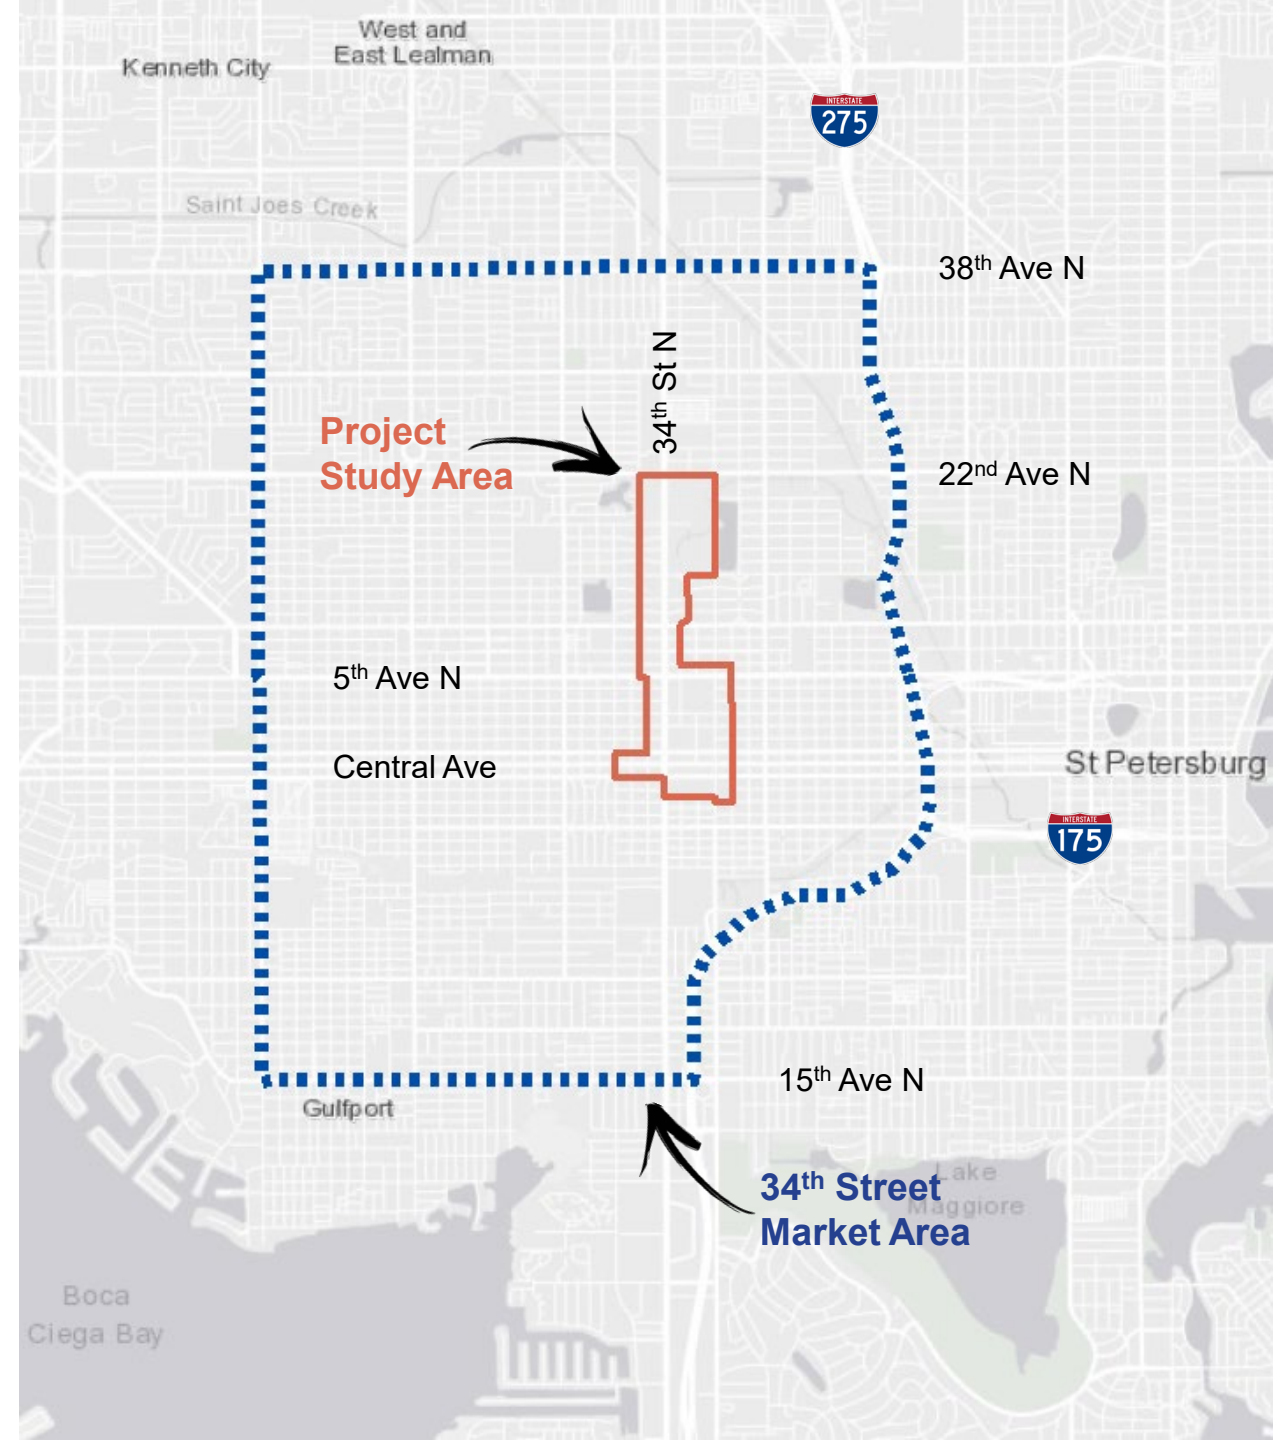 West and
East Lealman
Kenneth City
INTERSTATE
275
Saint Joes Creek
38th Ave N
34th St N
Project
Study Area
22nd Ave N
5th Ave N
Central Ave
St Petersburg
INTERSTATE
175
15th Ave N
Gulfport
34th Street
Market Area
Lake
Maggiore
Boca
Ciega Bay